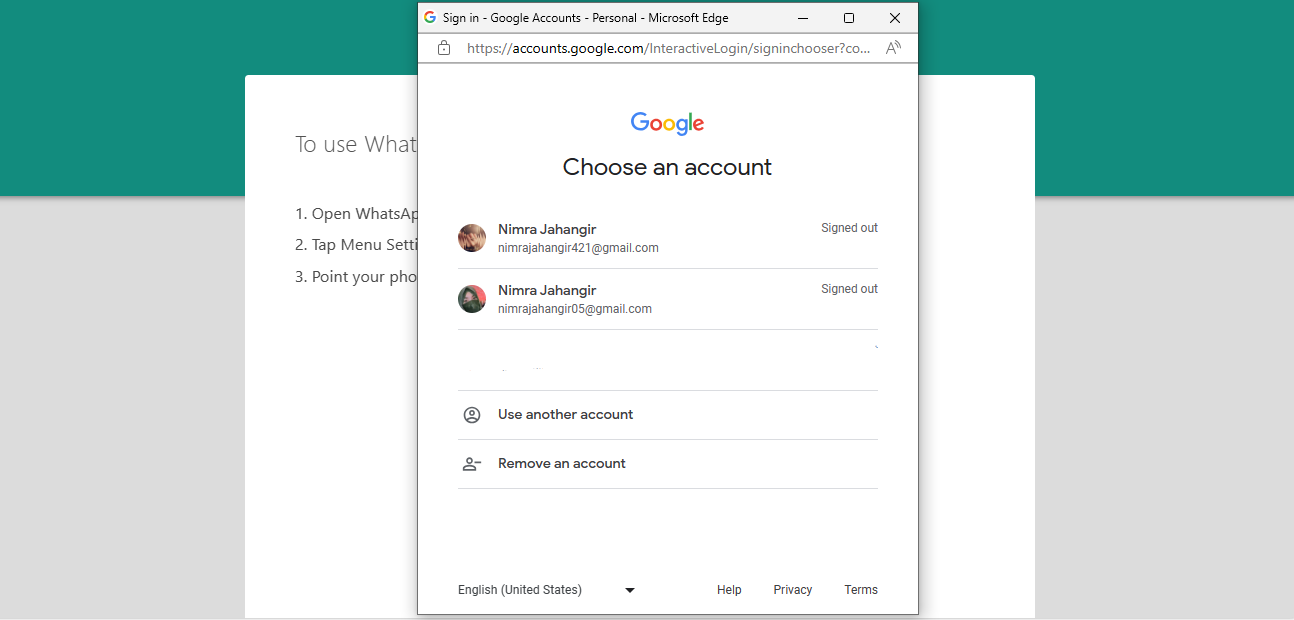 Sign in - Google Accounts - Personal - Microsoft Edge
https://accounts.google.com/InteractiveLogin/signinchooser?co...
Google
Choose an account
Nimra Jahangir
Signed out
nimrajahangir421@gmail.com
Nimra Jahangir
Signed out
nimrajahangir05@gmail.com
Use another account
Remove an account
English (United States)
Help
Privacy
Terms
To use What
1. Open WhatsAp
2. Tap Menu Setti
3. Point your pho